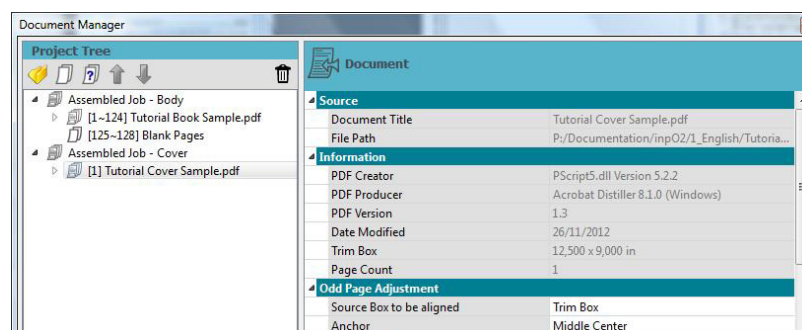 Document Manager
Project Tree
Document
Assembled Job - Body
[1~124] Tutorial Book Sample.pdf
[125~128] Blank Pages
Assembled Job - Cover
[1] Tutorial Cover Sample.pdf
Source
Document Title Tutorial Cover Sample.pdf
File Path P:/Documentation/inpO2/1_English/Tutoria...
Information
PDF Creator PScript5.dll Version 5.2.2
PDF Producer Acrobat Distiller 8.1.0 (Windows)
PDF Version 1.3
Date Modified 26/11/2012
Trim Box 12,500 x 9,000 in
Page Count 1
Odd Page Adjustment
Source Box to be aligned Trim Box
Anchor Middle Center